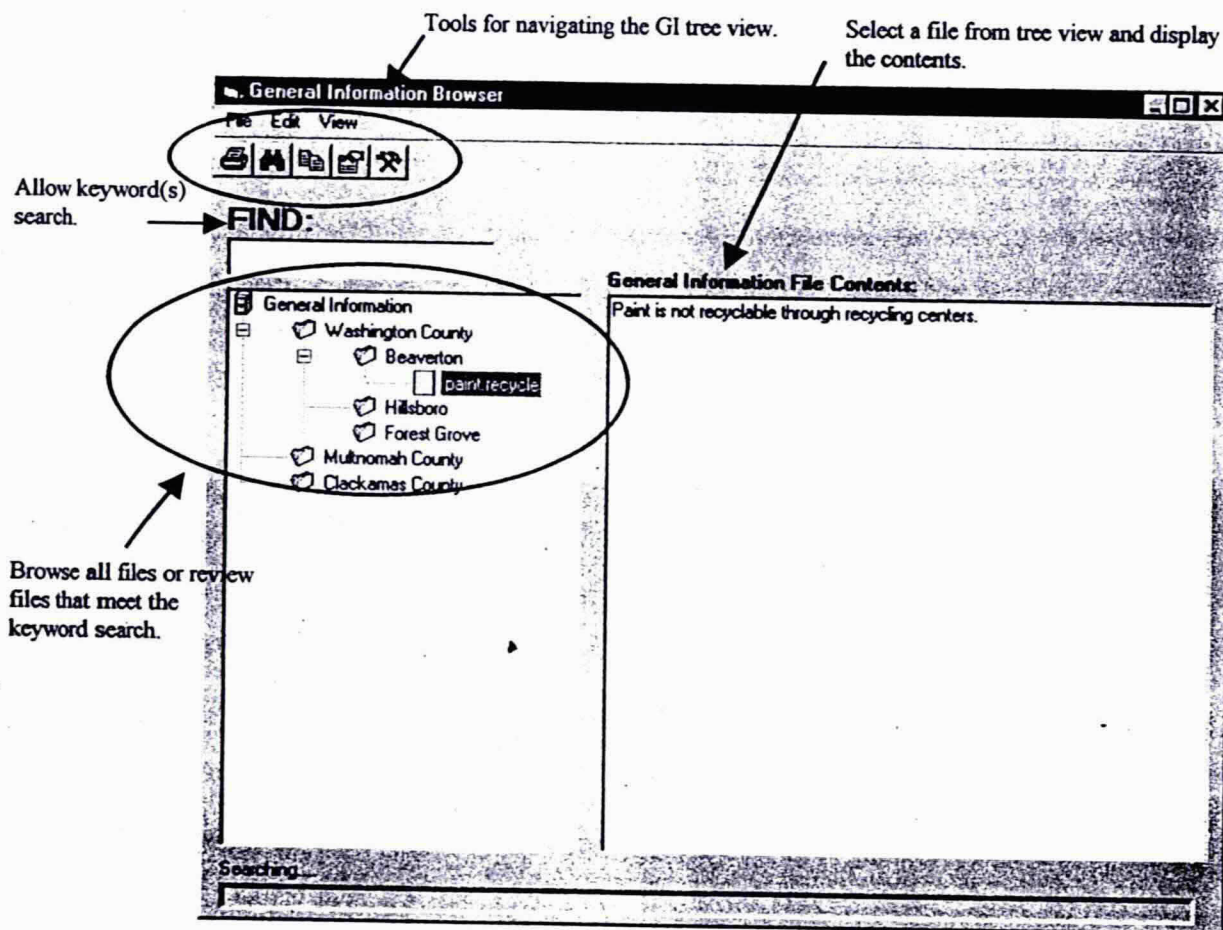 Tools for navigating the GI tree view.
Select a file from tree view and display
the contents.
General Information Browser
File Edit View
Allow keyword(s)
search.
FIND:
General Information
Washington County
Beaverton
paint.recycle
Hillsboro
Forest Grove
Multnomah County
Clackamas County
General Information File Contents:
Paint is not recyclable through recycling centers.
Browse all files or review
files that meet the
keyword search.
Searching...